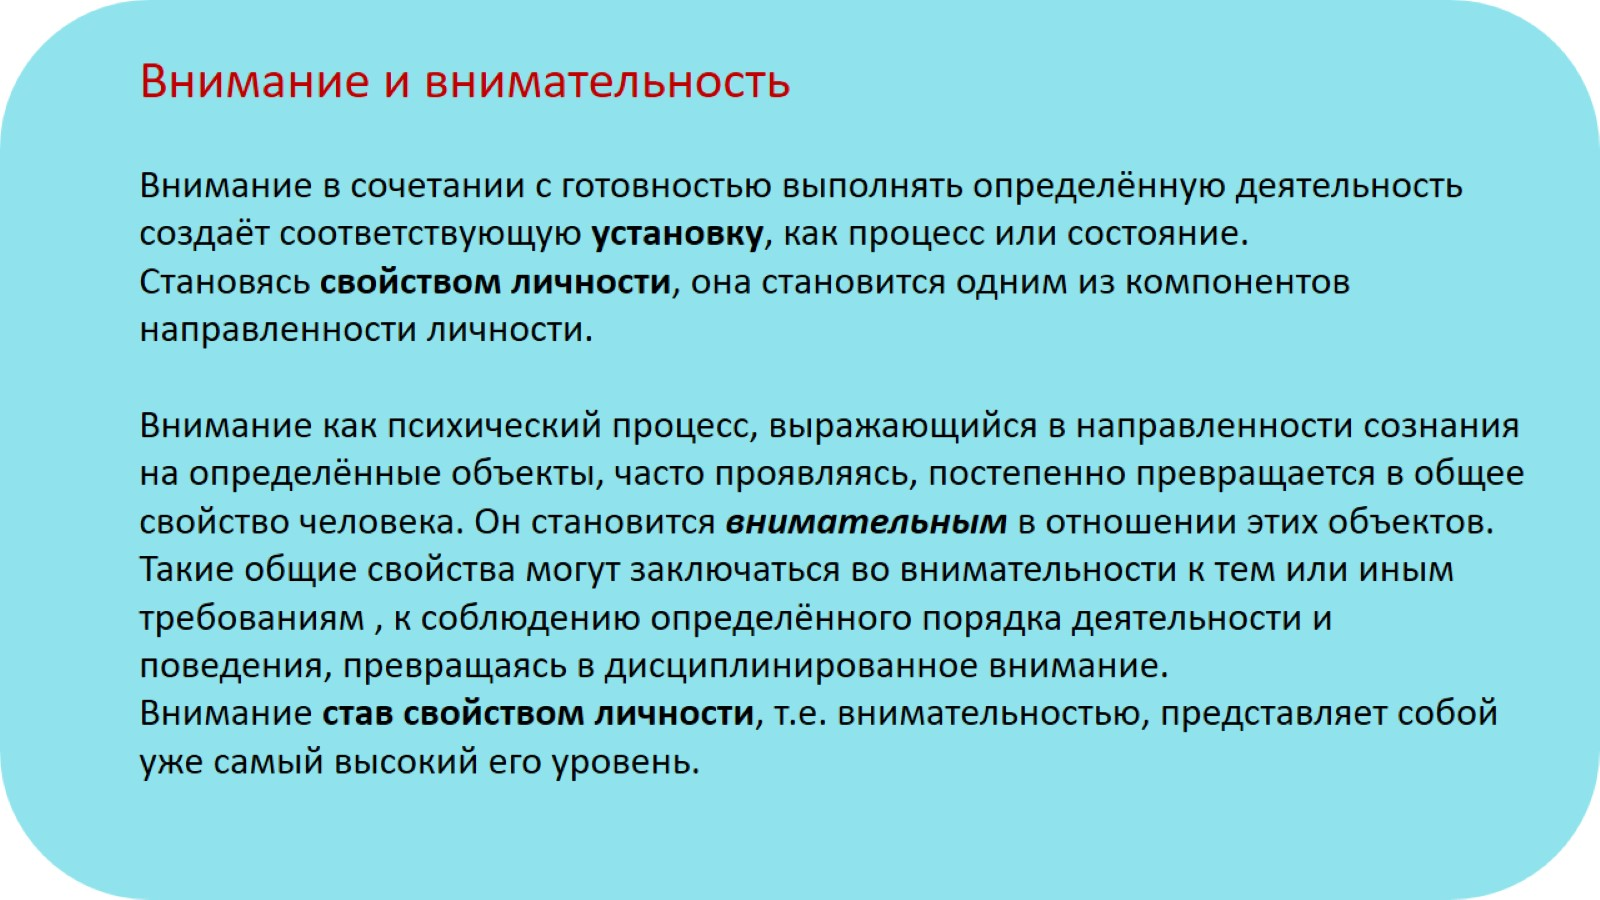 Внимание и внимательность
Внимание в сочетании с готовностью выполнять определённую деятельность
создаёт соответствующую установку, как процесс или состояние.
Становясь свойством личности, она становится одним из компонентов
направленности личности.
Внимание как психический процесс, выражающийся в направленности сознания
на определённые объекты, часто проявляясь, постепенно превращается в общее
свойство человека. Он становится внимательным в отношении этих объектов.
Такие общие свойства могут заключаться во внимательности к тем или иным
требованиям , к соблюдению определённого порядка деятельности и
поведения, превращаясь в дисциплинированное внимание.
Внимание став свойством личности, т.е. внимательностью, представляет собой
уже самый высокий его уровень.